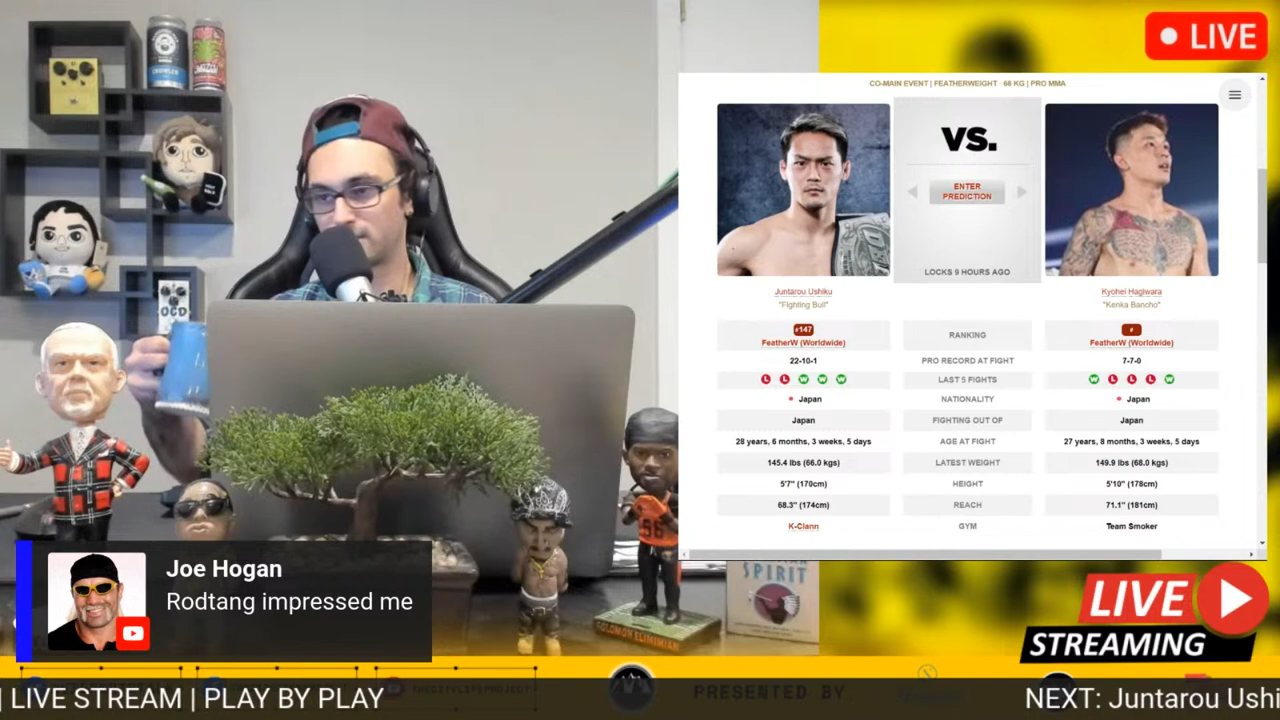 LIVE
CO-MAIN EVENT | FEATHERWEIGHT · 66 KG | PRO MMA
VS.
ENTER
PREDICTION
LOCKS 9 HOURS AGO
Juntarou Ushiku
"Fighting Bull"
Kyohei Hagiwara
"Kenka Bancho"
#147
FeatherW (Worldwide)
RANKING
#
FeatherW (Worldwide)
22-10-1
PRO RECORD AT FIGHT
7-7-0
L L W W W
LAST 5 FIGHTS
W L L L W
Japan
NATIONALITY
Japan
Japan
FIGHTING OUT OF
Japan
28 years, 6 months, 3 weeks, 5 days
AGE AT FIGHT
27 years, 8 months, 3 weeks, 5 days
145.4 lbs (66.0 kgs)
LATEST WEIGHT
149.9 lbs (68.0 kgs)
5'7" (170cm)
HEIGHT
5'10" (178cm)
68.3" (174cm)
REACH
71.1" (181cm)
K-Clann
GYM
Team Smoker
OCD
Joe Hogan
Rodtang impressed me
SOLOMON ELIMIMIAN
SPIRIT
LIVE
STREAMING
PRESENTED BY
| LIVE STREAM | PLAY BY PLAY
NEXT: Juntarou Ushi